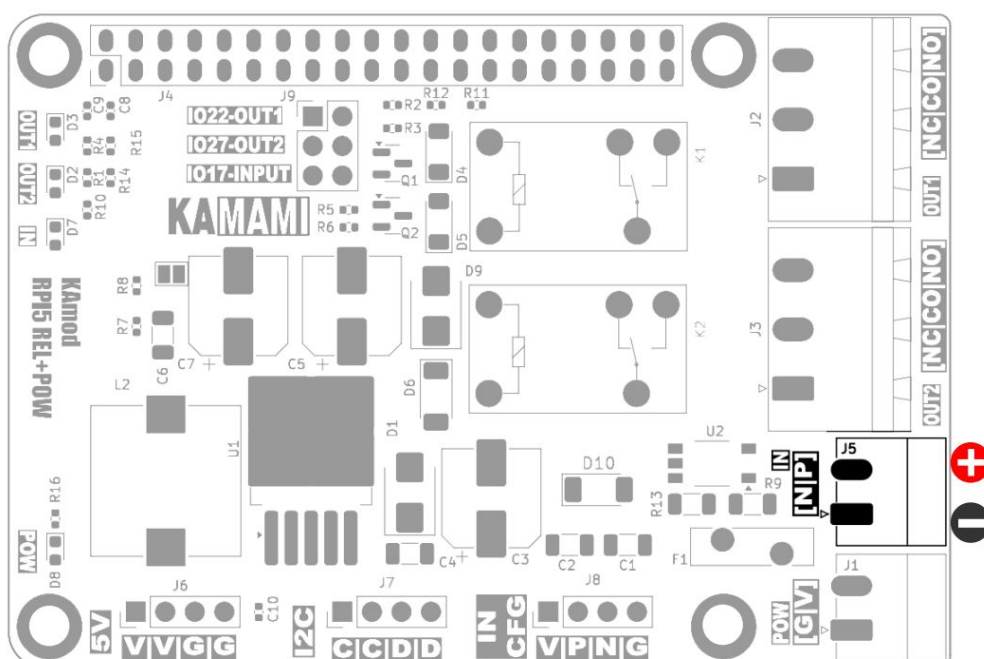 J4
J9
R2
R12
R11
R3
C9
C8
D3
R4
R15
OUT1
IO22-OUT1
IO27-OUT2
IO17-INPUT
Q1
D4
K1
J2
[NC|CO|NO]
OUT1
D2
R1
R14
OUT2
R10
D7
IN
KAMAMI
R5
R6
Q2
D5
KAmod
RPI5 REL+POW
R8
R7
C6
C7 +
C5 +
D9
K2
J3
[NC|CO|NO]
OUT2
L2
U1
D1
D6
U2
D10
R13
R9
IN
[N|P]
J5
+
−
R16
POW
D8
C4 +
C3
C2
C1
F1
J1
POW
[G|V]
J6
C10
J7
J8
5V
V|V|G|G
I2C
C|C|D|D
IN
CFG
V|P|N|G